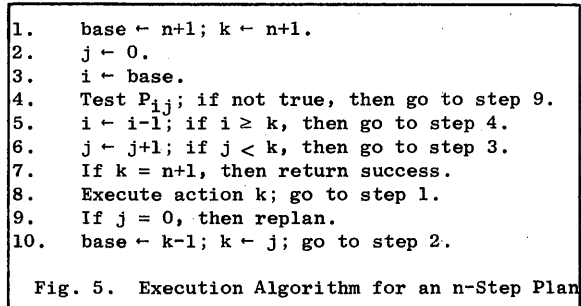 1. base ← n+1; k ← n+1.
2. j ← 0.
3. i ← base.
4. Test Pij; if not true, then go to step 9.
5. i ← i-1; if i ≥ k, then go to step 4.
6. j ← j+1; if j < k, then go to step 3.
7. If k = n+1, then return success.
8. Execute action k; go to step 1.
9. If j = 0, then replan.
10. base ← k-1; k ← j; go to step 2.
Fig. 5. Execution Algorithm for an n-Step Plan